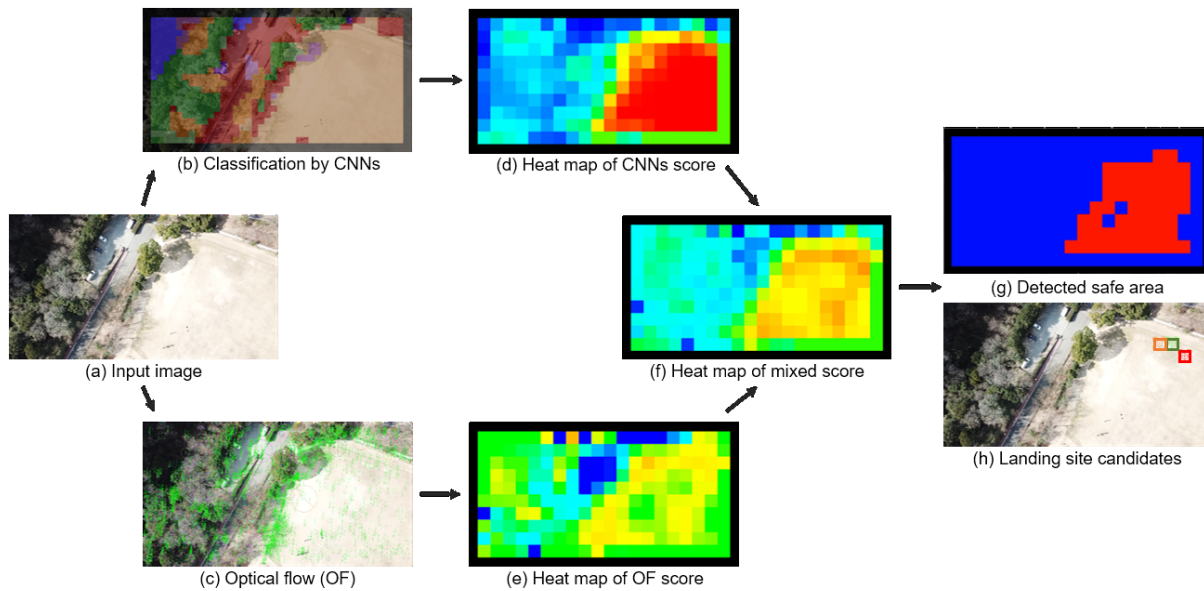 (b) Classification by CNNs
(d) Heat map of CNNs score
(a) Input image
(f) Heat map of mixed score
(g) Detected safe area
(h) Landing site candidates
(c) Optical flow (OF)
(e) Heat map of OF score